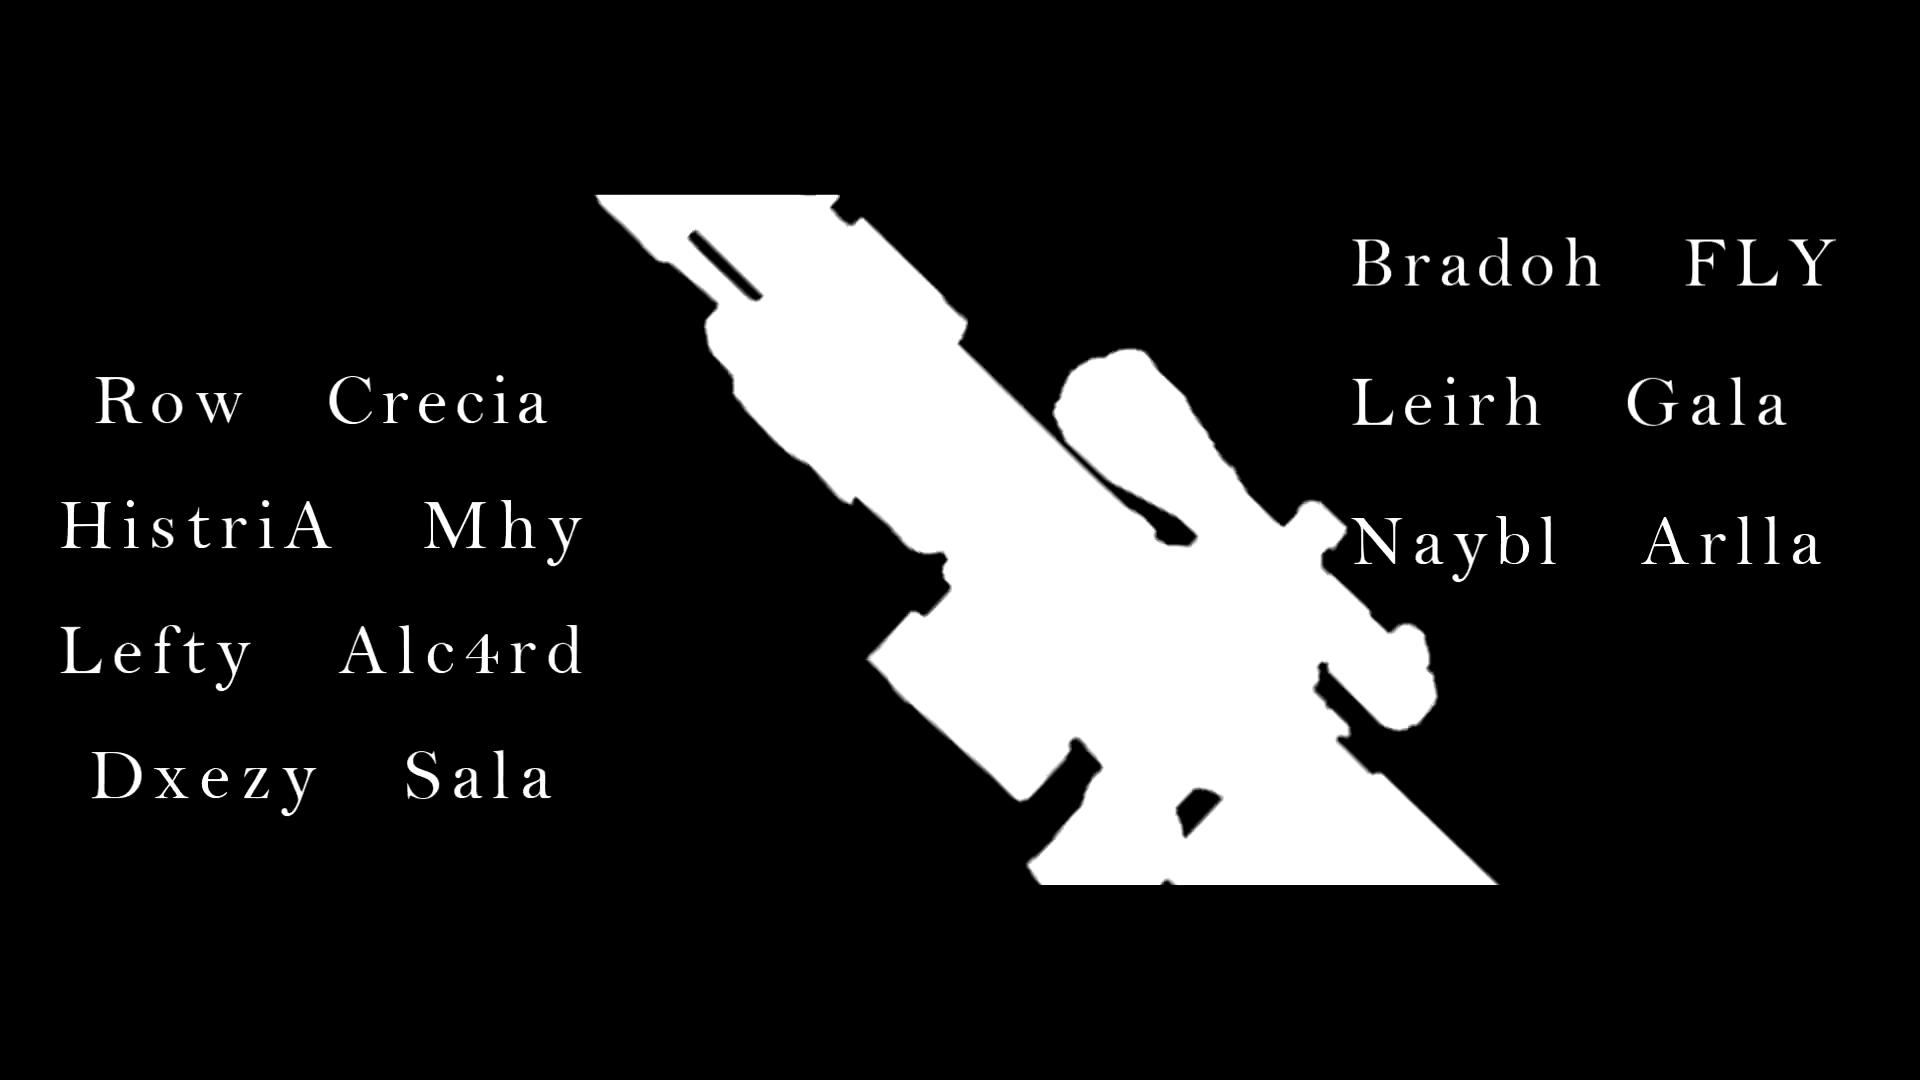 Row Crecia
HistriA Mhy
Lefty Alc4rd
Dxezy Sala
Bradoh FLY
Leirh Gala
Naybl Arlla